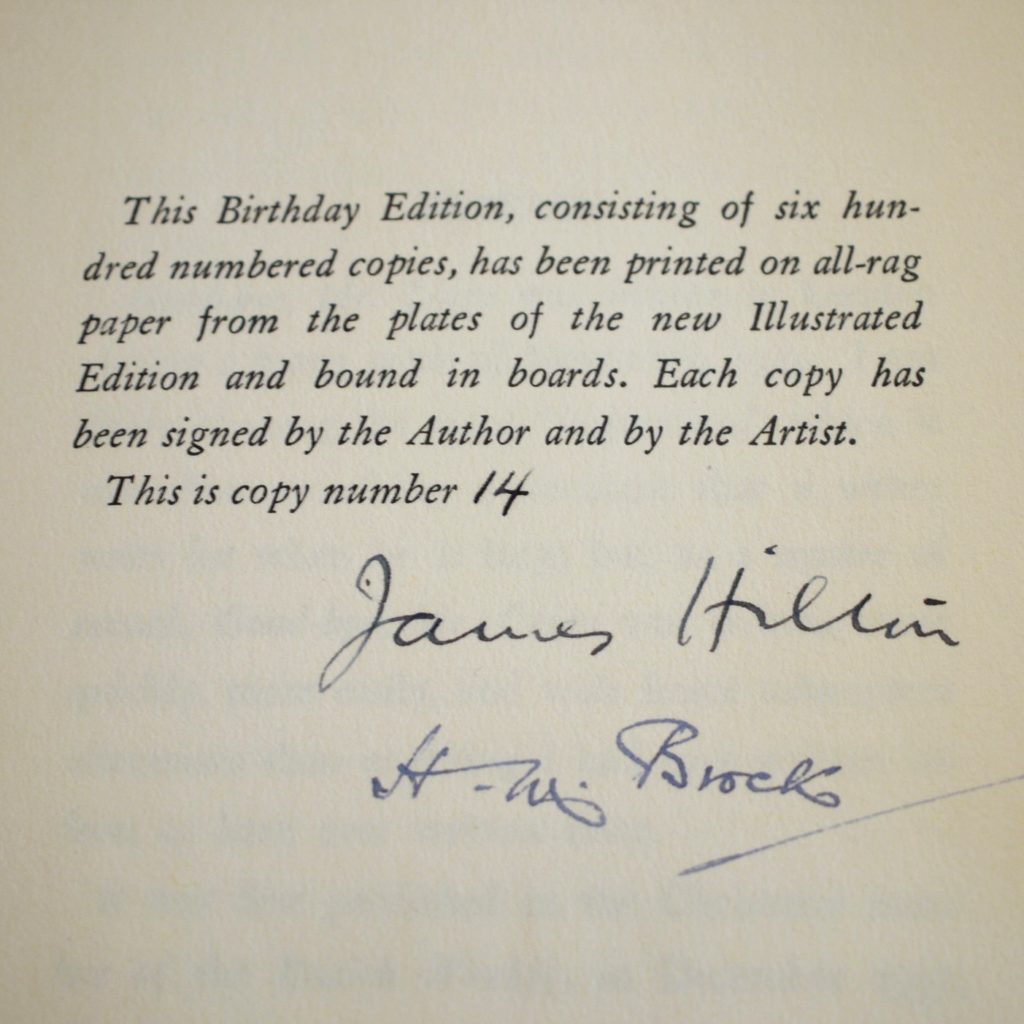 This Birthday Edition, consisting of six hun-
dred numbered copies, has been printed on all-rag
paper from the plates of the new Illustrated
Edition and bound in boards. Each copy has
been signed by the Author and by the Artist.
This is copy number 14
James Hilton
H. M. Brock